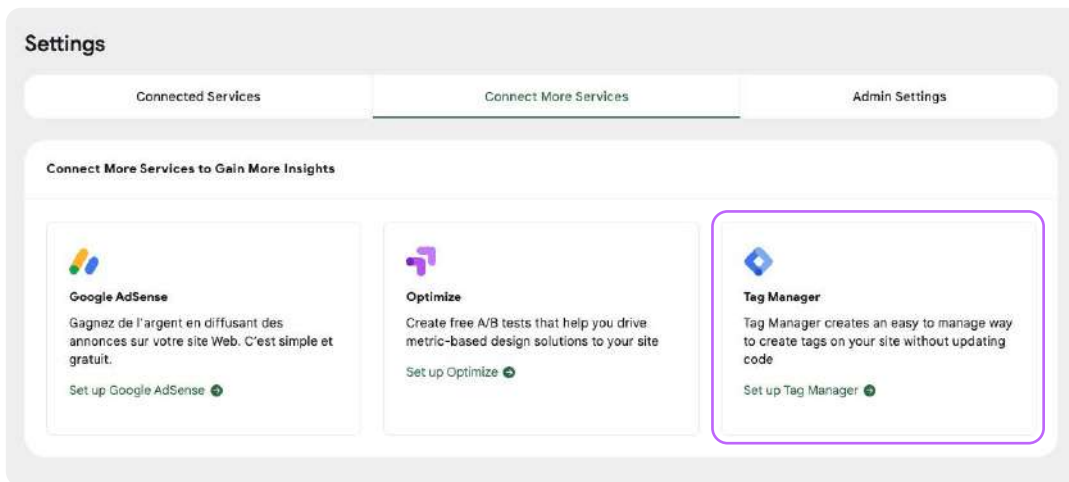 Settings
Connected Services
Connect More Services
Admin Settings
Connect More Services to Gain More Insights
Google AdSense
Gagnez de l'argent en diffusant des
annonces sur votre site Web. C'est simple et
gratuit.
Set up Google AdSense
Optimize
Create free A/B tests that help you drive
metric-based design solutions to your site
Set up Optimize
Tag Manager
Tag Manager creates an easy to manage way
to create tags on your site without updating
code
Set up Tag Manager